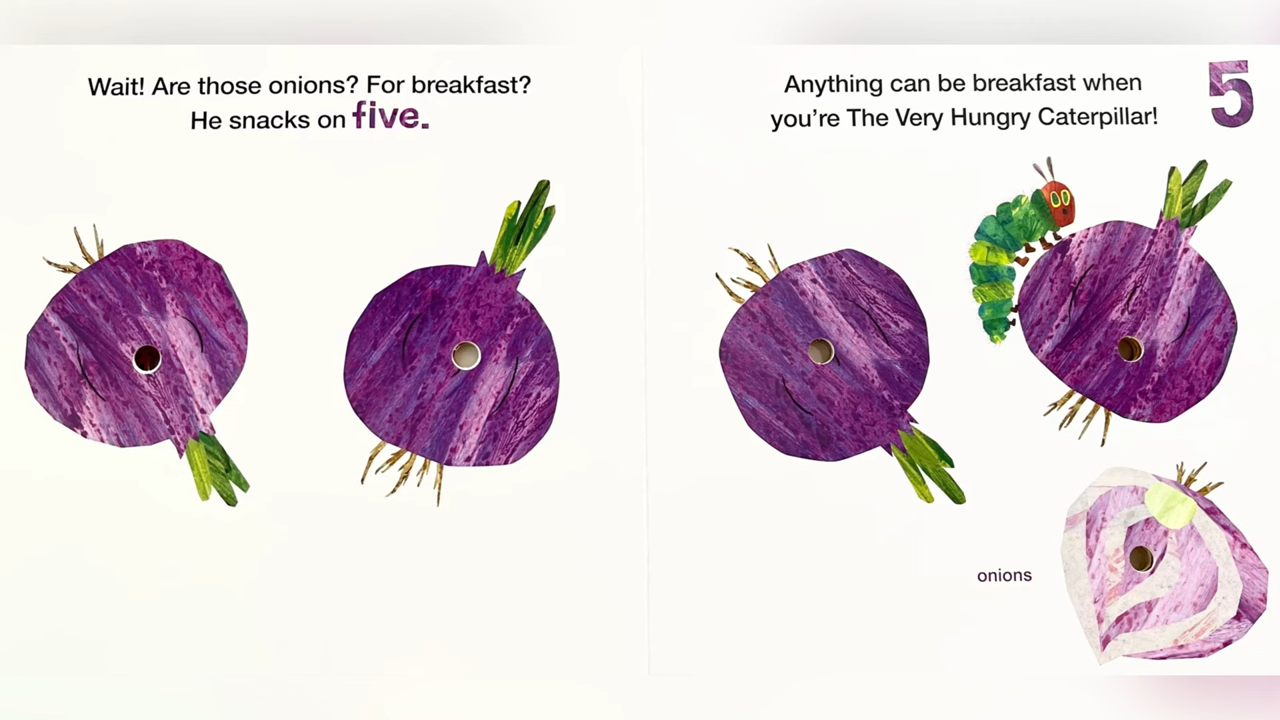 Wait! Are those onions? For breakfast?
He snacks on five.
Anything can be breakfast when
you're The Very Hungry Caterpillar!
5
onions